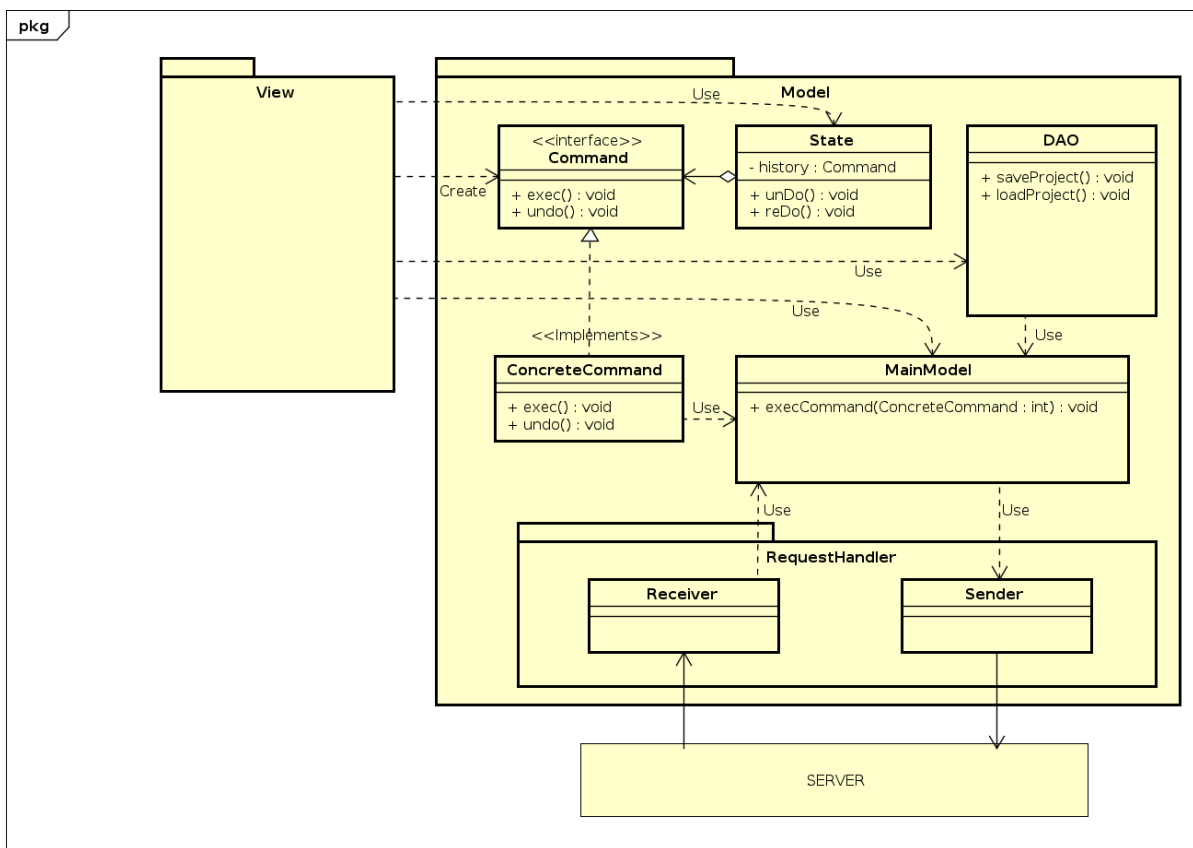 pkg
View
Model
Use
<<interface>>
Command
+ exec() : void
+ undo() : void
State
- history : Command
+ unDo() : void
+ reDo() : void
DAO
+ saveProject() : void
+ loadProject() : void
Create
Use
Use
Use
<<Implements>>
ConcreteCommand
+ exec() : void
+ undo() : void
Use
MainModel
+ execCommand(ConcreteCommand : int) : void
Use
Use
RequestHandler
Receiver
Sender
SERVER